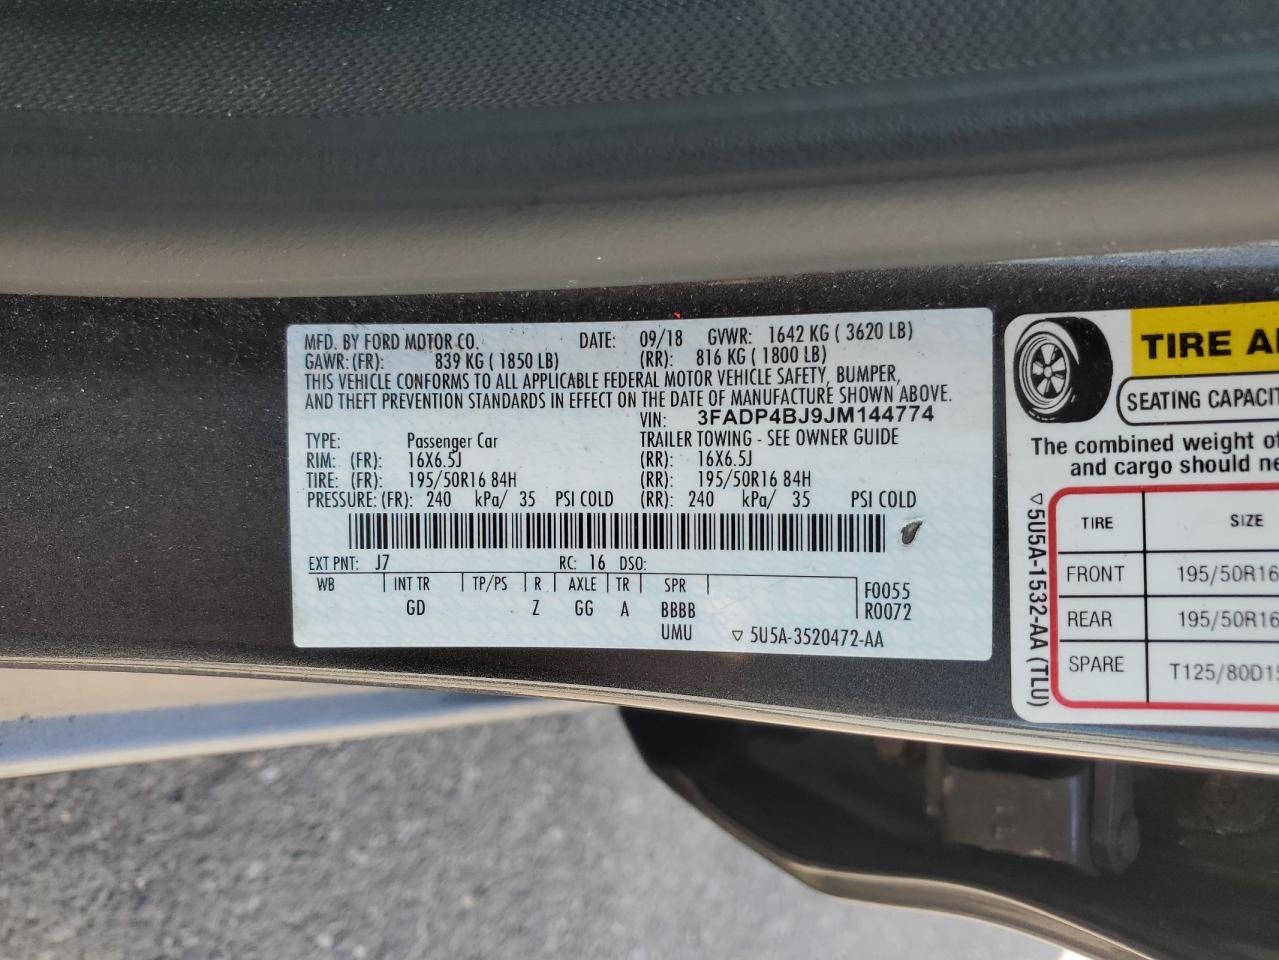 MFD. BY FORD MOTOR CO. DATE: 09/18 GVWR: 1642 KG ( 3620 LB)
GAWR: (FR): 839 KG ( 1850 LB) (RR): 816 KG ( 1800 LB)
THIS VEHICLE CONFORMS TO ALL APPLICABLE FEDERAL MOTOR VEHICLE SAFETY, BUMPER,
AND THEFT PREVENTION STANDARDS IN EFFECT ON THE DATE OF MANUFACTURE SHOWN ABOVE.
VIN: 3FADP4BJ9JM144774
TYPE: Passenger Car TRAILER TOWING - SEE OWNER GUIDE
RIM: (FR): 16X6.5J (RR): 16X6.5J
TIRE: (FR): 195/50R16 84H (RR): 195/50R16 84H
PRESSURE: (FR): 240 kPa/ 35 PSI COLD (RR): 240 kPa/ 35 PSI COLD
EXT PNT: J7 RC: 16 DSO:
WB INT TR TP/PS R AXLE TR SPR F0055
GD Z GG A BBBB R0072
UMU ▽ 5U5A-3520472-AA
TIRE A
SEATING CAPACIT
The combined weight of
and cargo should ne
▽5U5A-1532-AA (TLU)
TIRE SIZE
FRONT 195/50R16
REAR 195/50R16
SPARE T125/80D15